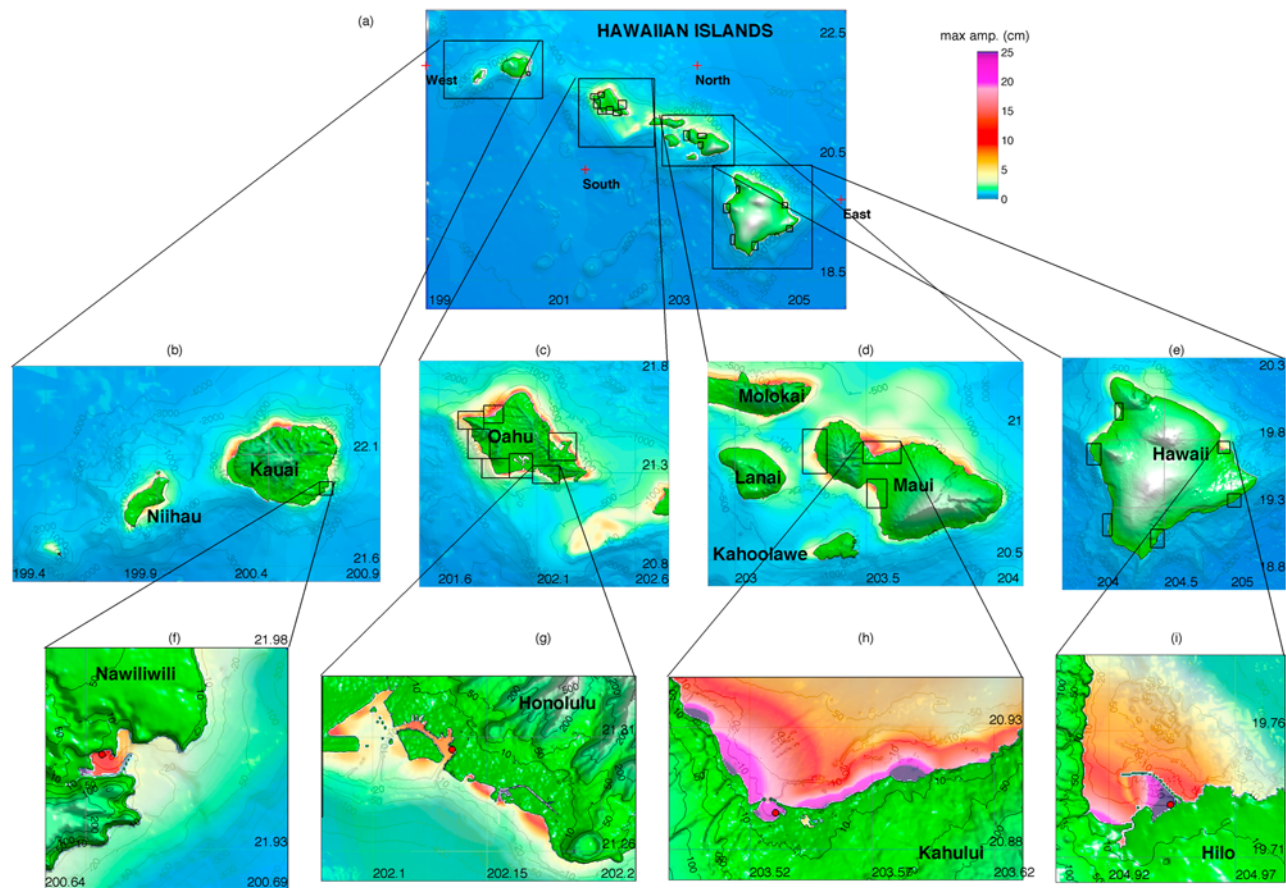 (a)
HAWAIIAN ISLANDS
22.5
max amp. (cm)
25
20
15
10
5
0
West
North
20.5
South
East
18.5
199
201
203
205
(b)
(c)
(d)
(e)
Kauai
Niihau
22.1
21.6
199.4
199.9
200.4
200.9
Oahu
21.8
21.3
20.8
201.6
202.1
202.6
Molokai
Lanai
Maui
Kahoolawe
21
20.5
203
203.5
204
Hawaii
20.3
19.8
19.3
18.8
204
204.5
205
(f)
(g)
(h)
(i)
Nawiliwili
21.98
21.93
200.64
200.69
Honolulu
21.31
21.26
202.1
202.15
202.2
Kahului
20.93
20.88
203.52
203.57
203.62
Hilo
19.76
19.71
204.92
204.97